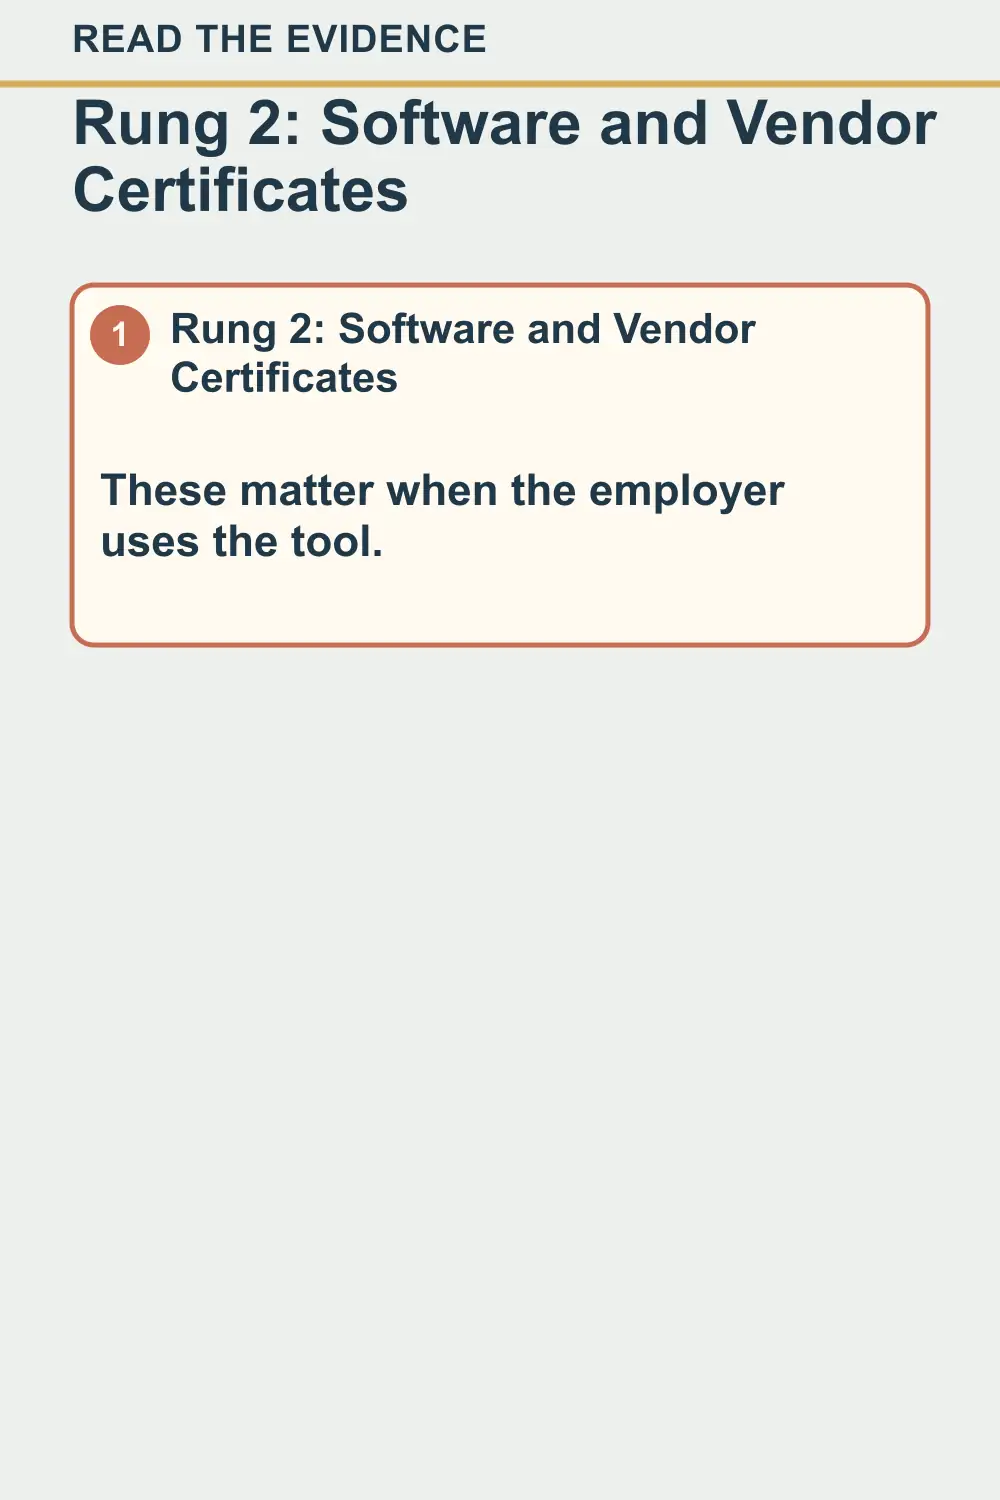 READ THE EVIDENCE
Rung 2: Software and Vendor
Certificates
1
Rung 2: Software and Vendor
Certificates
These matter when the employer
uses the tool.